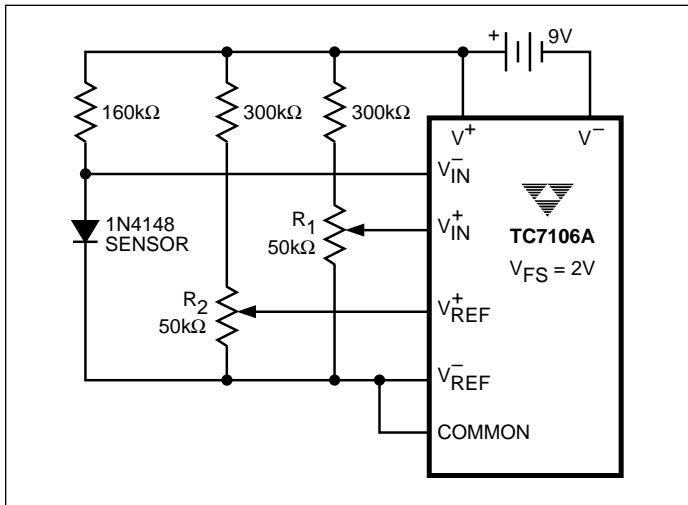 +
9V
160kΩ
300kΩ
300kΩ
V+
V–
V–IN
1N4148
SENSOR
R1
50kΩ
V+IN
TC7106A
VFS = 2V
R2
50kΩ
V+REF
V–REF
COMMON